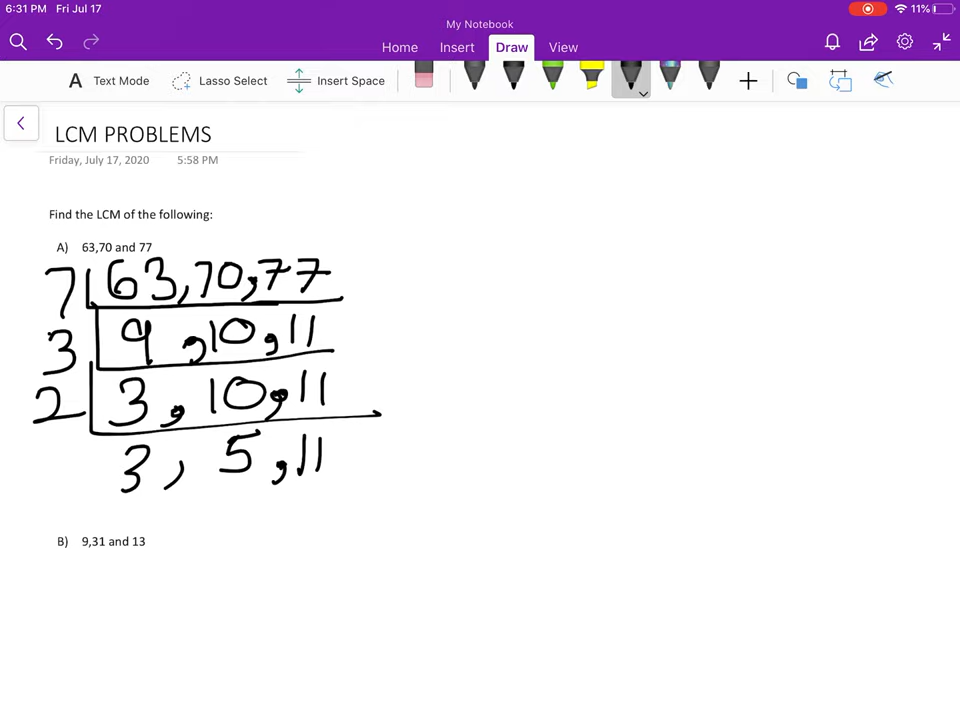 6:31 PM Fri Jul 17
11%
My Notebook
Home Insert Draw View
A Text Mode Lasso Select Insert Space
LCM PROBLEMS
Friday, July 17, 2020 5:58 PM
Find the LCM of the following:
A) 63,70 and 77
7 63,70,77
3 9,10,11
2 3,10,11
3, 5,11
B) 9,31 and 13